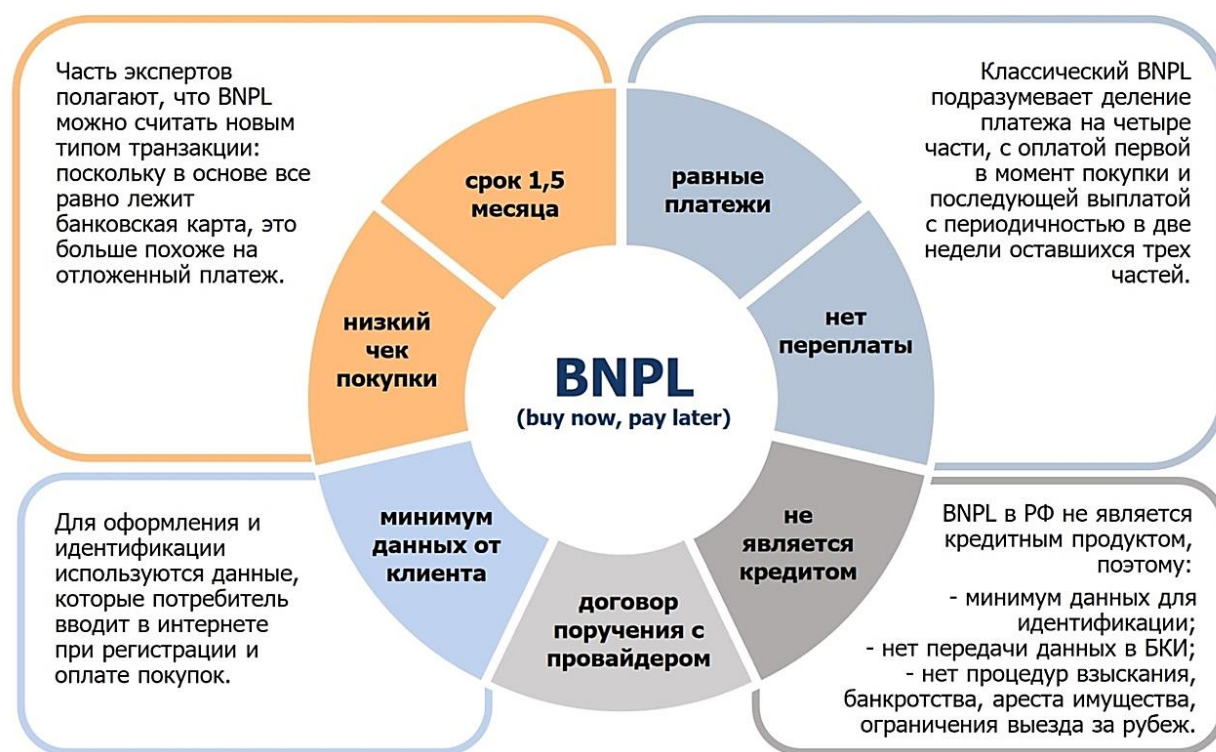 Часть экспертов
полагают, что BNPL
можно считать новым
типом транзакции:
поскольку в основе все
равно лежит
банковская карта, это
больше похоже на
отложенный платеж.
Классический BNPL
подразумевает деление
платежа на четыре
части, с оплатой первой
в момент покупки и
последующей выплатой
с периодичностью в две
недели оставшихся трех
частей.
срок 1,5
месяца
равные
платежи
низкий
чек
покупки
нет
переплаты
BNPL
(buy now, pay later)
минимум
данных от
клиента
не
является
кредитом
договор
поручения с
провайдером
Для оформления и
идентификации
используются данные,
которые потребитель
вводит в интернете
при регистрации и
оплате покупок.
BNPL в РФ не является
кредитным продуктом,
поэтому:
- минимум данных для
идентификации;
- нет передачи данных в БКИ;
- нет процедур взыскания,
банкротства, ареста имущества,
ограничения выезда за рубеж.